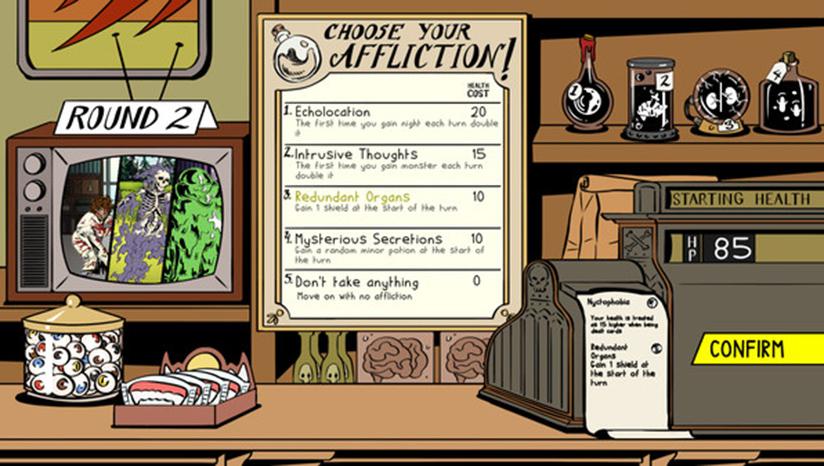 CHOOSE YOUR
AFFLICTION!
HEALTH
COST
1. Echolocation 20
The first time you gain night each turn double
it
2. Intrusive Thoughts 15
The first time you gain monster each turn
double it
3. Redundant Organs 10
Gain 1 shield at the start of the turn
4. Mysterious Secretions 10
Gain a random minor potion at the start of
the turn
5. Don't take anything 0
Move on with no affliction
ROUND 2
1
2
3
4
STARTING HEALTH
HP 85
Nyctophobia
Your health is treated
as 15 higher when being
dealt cards
Redundant
Organs
Gain 1 shield at
the start of the
turn
CONFIRM